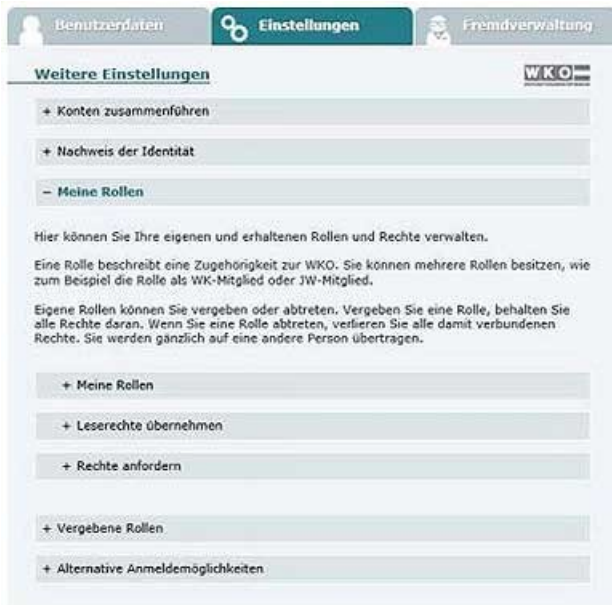 Benutzerdaten
Einstellungen
Fremdverwaltung
Weitere Einstellungen
WKO
+ Konten zusammenführen
+ Nachweis der Identität
− Meine Rollen
Hier können Sie Ihre eigenen und erhaltenen Rollen und Rechte verwalten.
Eine Rolle beschreibt eine Zugehörigkeit zur WKO. Sie können mehrere Rollen besitzen, wie
zum Beispiel die Rolle als WK-Mitglied oder JW-Mitglied.
Eigene Rollen können Sie vergeben oder abtreten. Vergeben Sie eine Rolle, behalten Sie
alle Rechte daran. Wenn Sie eine Rolle abtreten, verlieren Sie alle damit verbundenen
Rechte. Sie werden gänzlich auf eine andere Person übertragen.
+ Meine Rollen
+ Leserechte übernehmen
+ Rechte anfordern
+ Vergebene Rollen
+ Alternative Anmeldemöglichkeiten